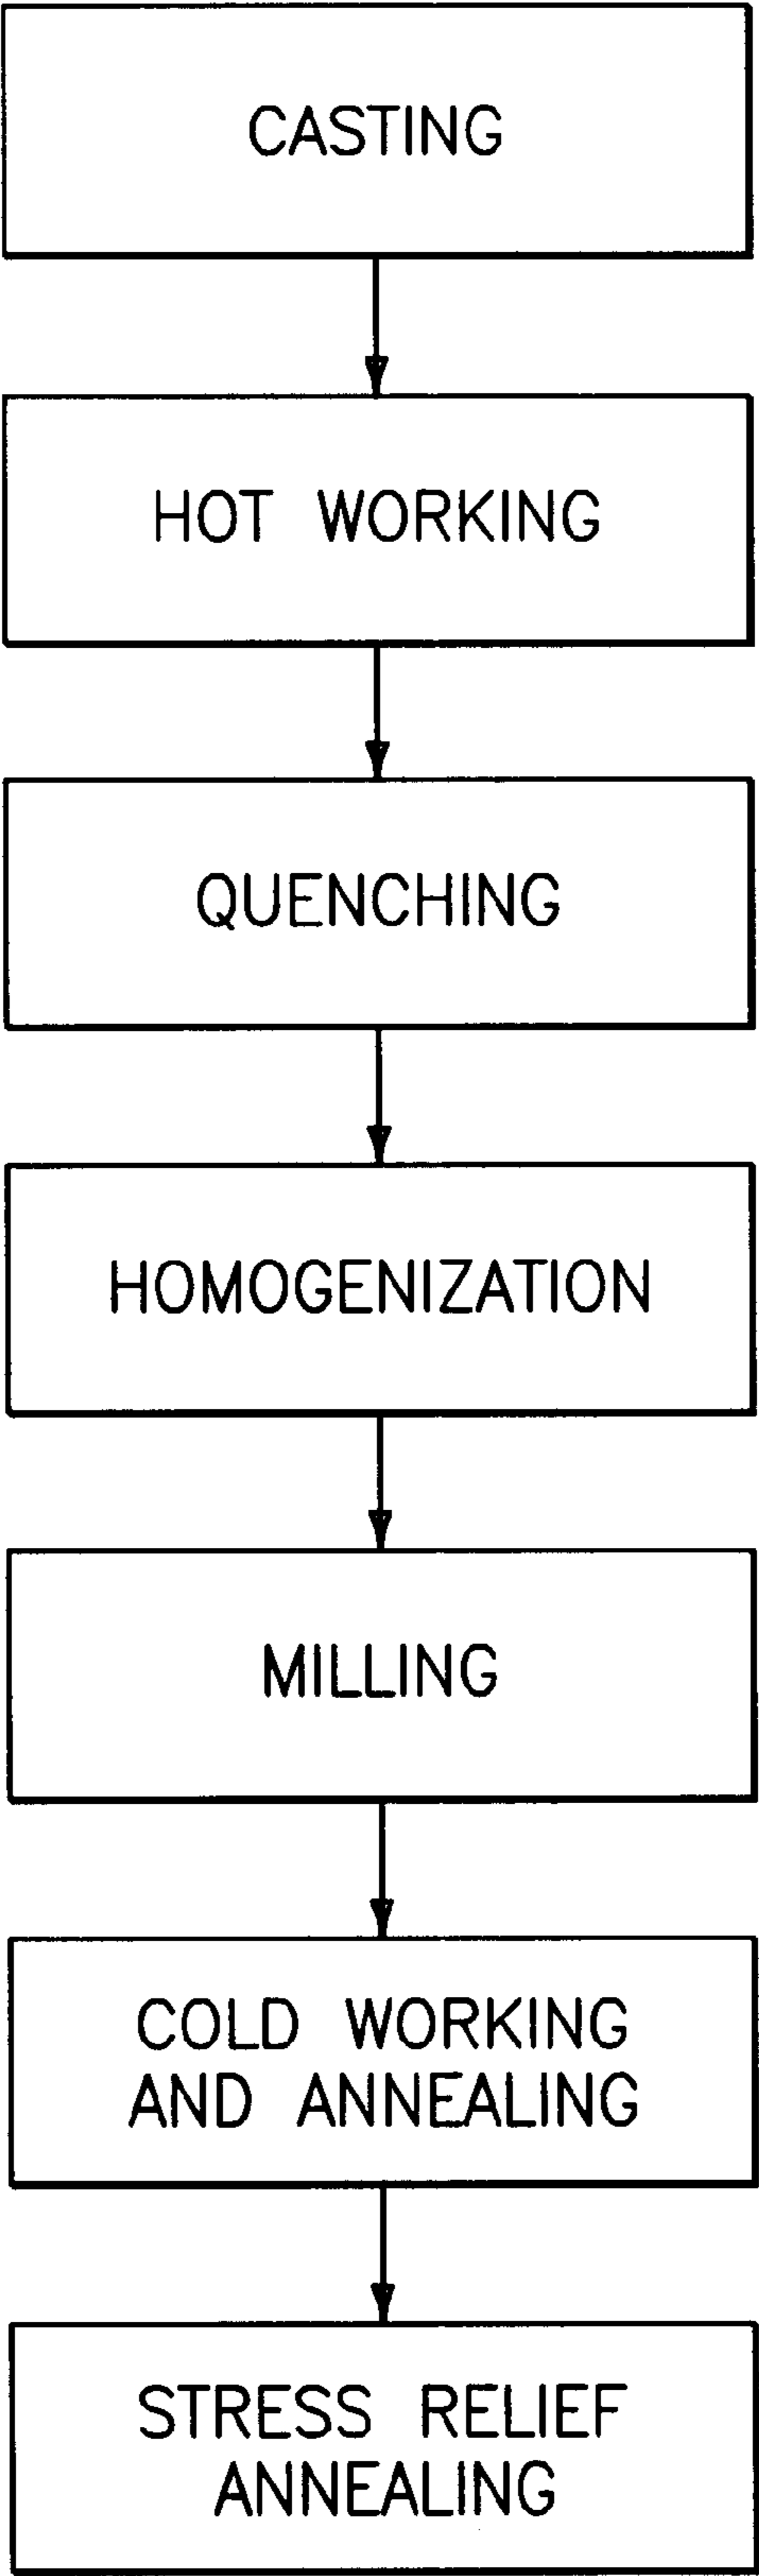 CASTING
HOT WORKING
QUENCHING
HOMOGENIZATION
MILLING
COLD WORKING
AND ANNEALING
STRESS RELIEF
ANNEALING